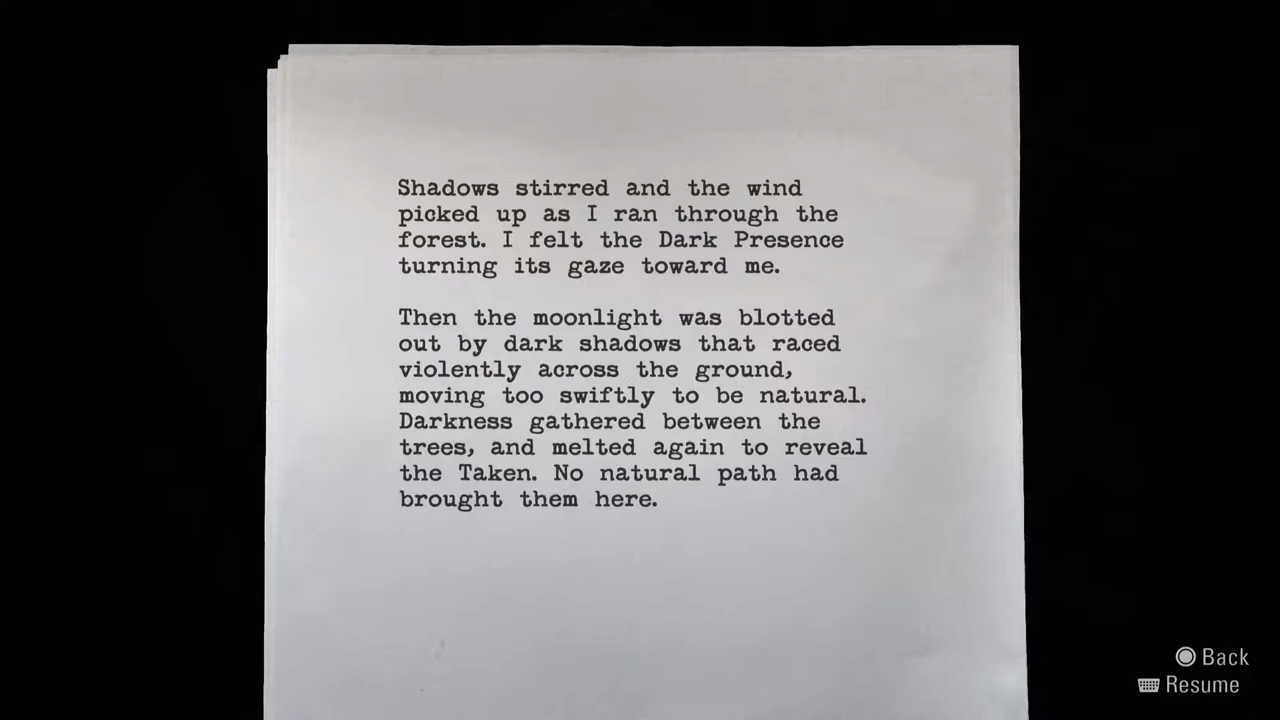 Shadows stirred and the wind
picked up as I ran through the
forest. I felt the Dark Presence
turning its gaze toward me.
Then the moonlight was blotted
out by dark shadows that raced
violently across the ground,
moving too swiftly to be natural.
Darkness gathered between the
trees, and melted again to reveal
the Taken. No natural path had
brought them here.
Back
Resume